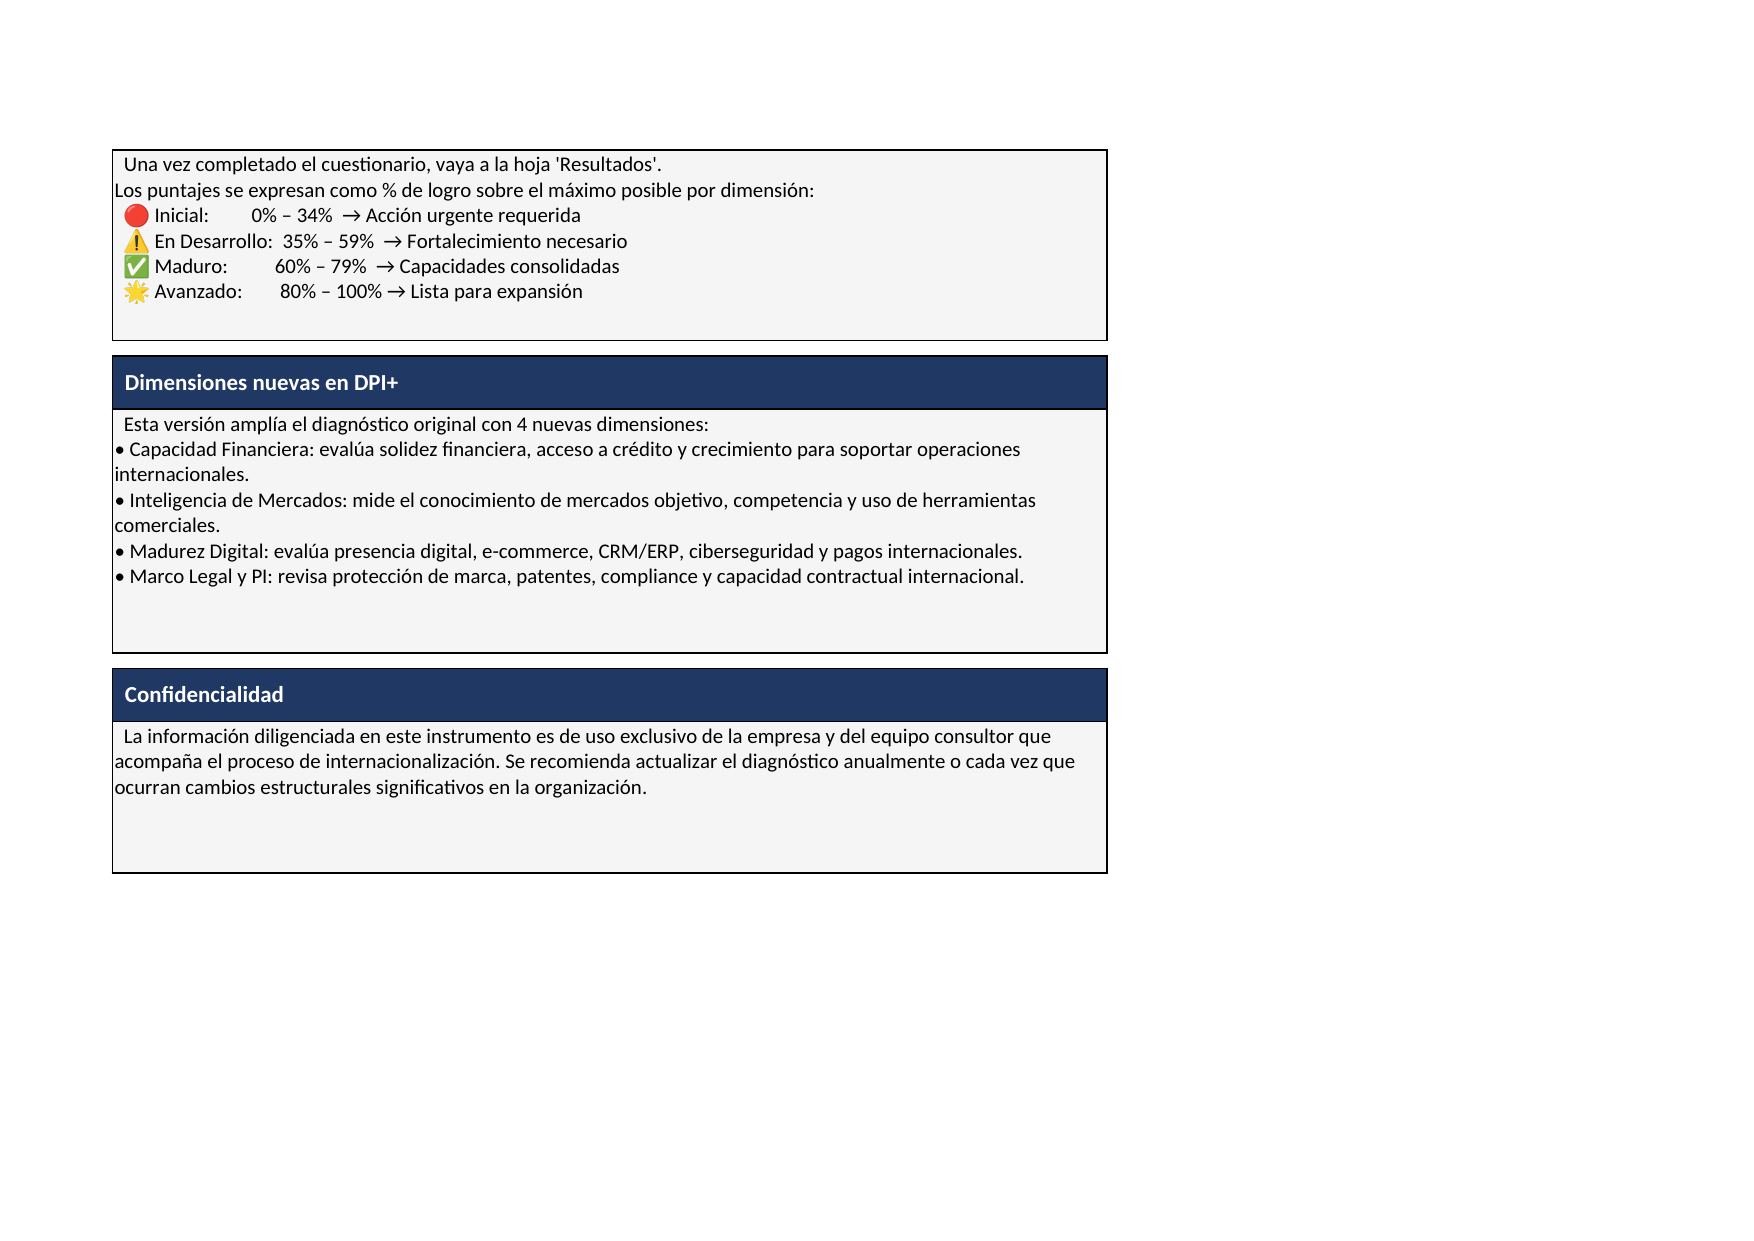 Una vez completado el cuestionario, vaya a la hoja 'Resultados'.
Los puntajes se expresan como % de logro sobre el máximo posible por dimensión:
🔴 Inicial: 0% – 34% → Acción urgente requerida
⚠️ En Desarrollo: 35% – 59% → Fortalecimiento necesario
✅ Maduro: 60% – 79% → Capacidades consolidadas
🌟 Avanzado: 80% – 100% → Lista para expansión
Dimensiones nuevas en DPI+
Esta versión amplía el diagnóstico original con 4 nuevas dimensiones:
• Capacidad Financiera: evalúa solidez financiera, acceso a crédito y crecimiento para soportar operaciones
internacionales.
• Inteligencia de Mercados: mide el conocimiento de mercados objetivo, competencia y uso de herramientas
comerciales.
• Madurez Digital: evalúa presencia digital, e-commerce, CRM/ERP, ciberseguridad y pagos internacionales.
• Marco Legal y PI: revisa protección de marca, patentes, compliance y capacidad contractual internacional.
Confidencialidad
La información diligenciada en este instrumento es de uso exclusivo de la empresa y del equipo consultor que
acompaña el proceso de internacionalización. Se recomienda actualizar el diagnóstico anualmente o cada vez que
ocurran cambios estructurales significativos en la organización.